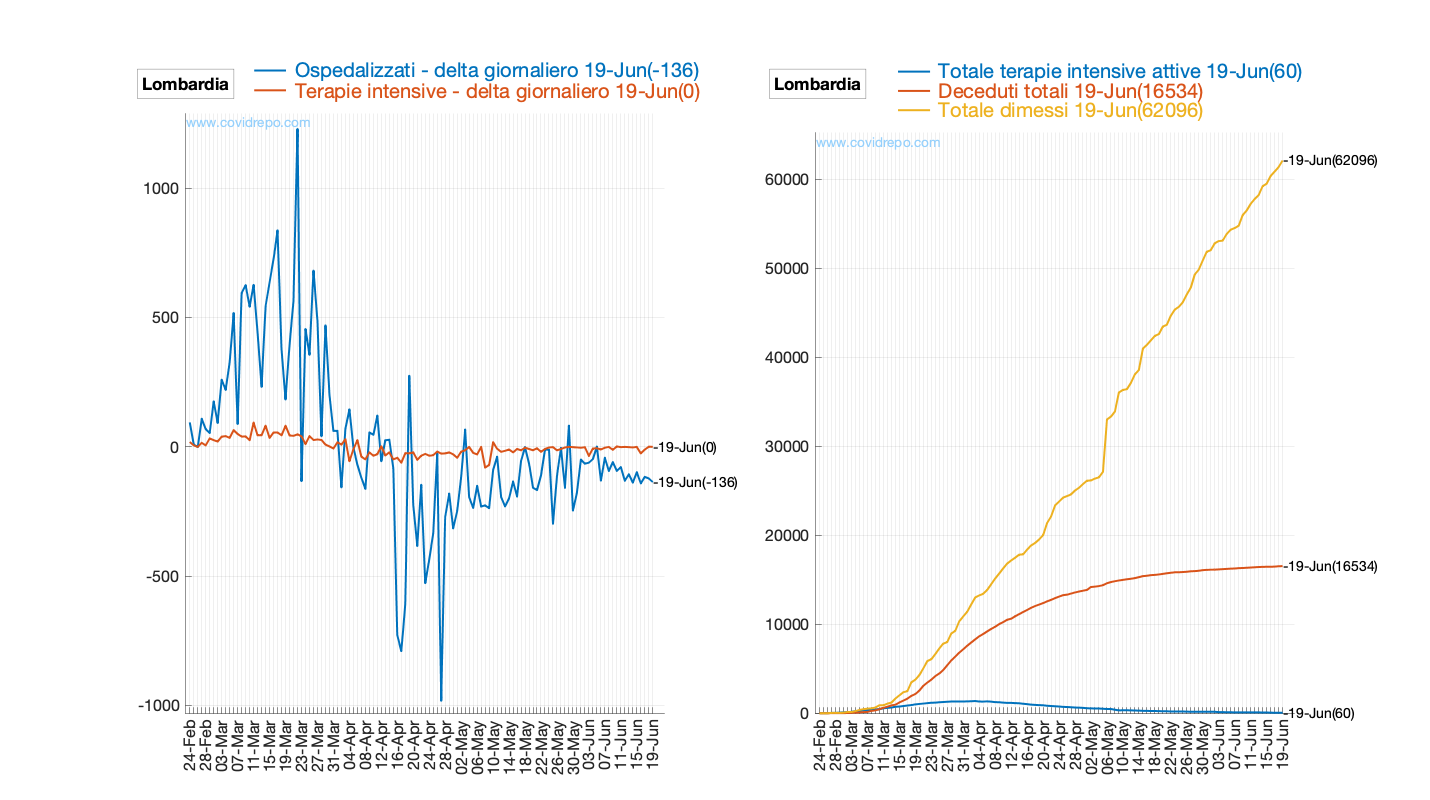 Lombardia
Ospedalizzati - delta giornaliero 19-Jun(-136)
Terapie intensive - delta giornaliero 19-Jun(0)
www.covidrepo.com
1000
500
0
-500
-1000
-19-Jun(0)
-19-Jun(-136)
24-Feb
28-Feb
03-Mar
07-Mar
11-Mar
15-Mar
19-Mar
23-Mar
27-Mar
31-Mar
04-Apr
08-Apr
12-Apr
16-Apr
20-Apr
24-Apr
28-Apr
02-May
06-May
10-May
14-May
18-May
22-May
26-May
30-May
03-Jun
07-Jun
11-Jun
15-Jun
19-Jun
Lombardia
Totale terapie intensive attive 19-Jun(60)
Deceduti totali 19-Jun(16534)
Totale dimessi 19-Jun(62096)
www.covidrepo.com
60000
50000
40000
30000
20000
10000
0
-19-Jun(62096)
-19-Jun(16534)
-19-Jun(60)
24-Feb
28-Feb
03-Mar
07-Mar
11-Mar
15-Mar
19-Mar
23-Mar
27-Mar
31-Mar
04-Apr
08-Apr
12-Apr
16-Apr
20-Apr
24-Apr
28-Apr
02-May
06-May
10-May
14-May
18-May
22-May
26-May
30-May
03-Jun
07-Jun
11-Jun
15-Jun
19-Jun